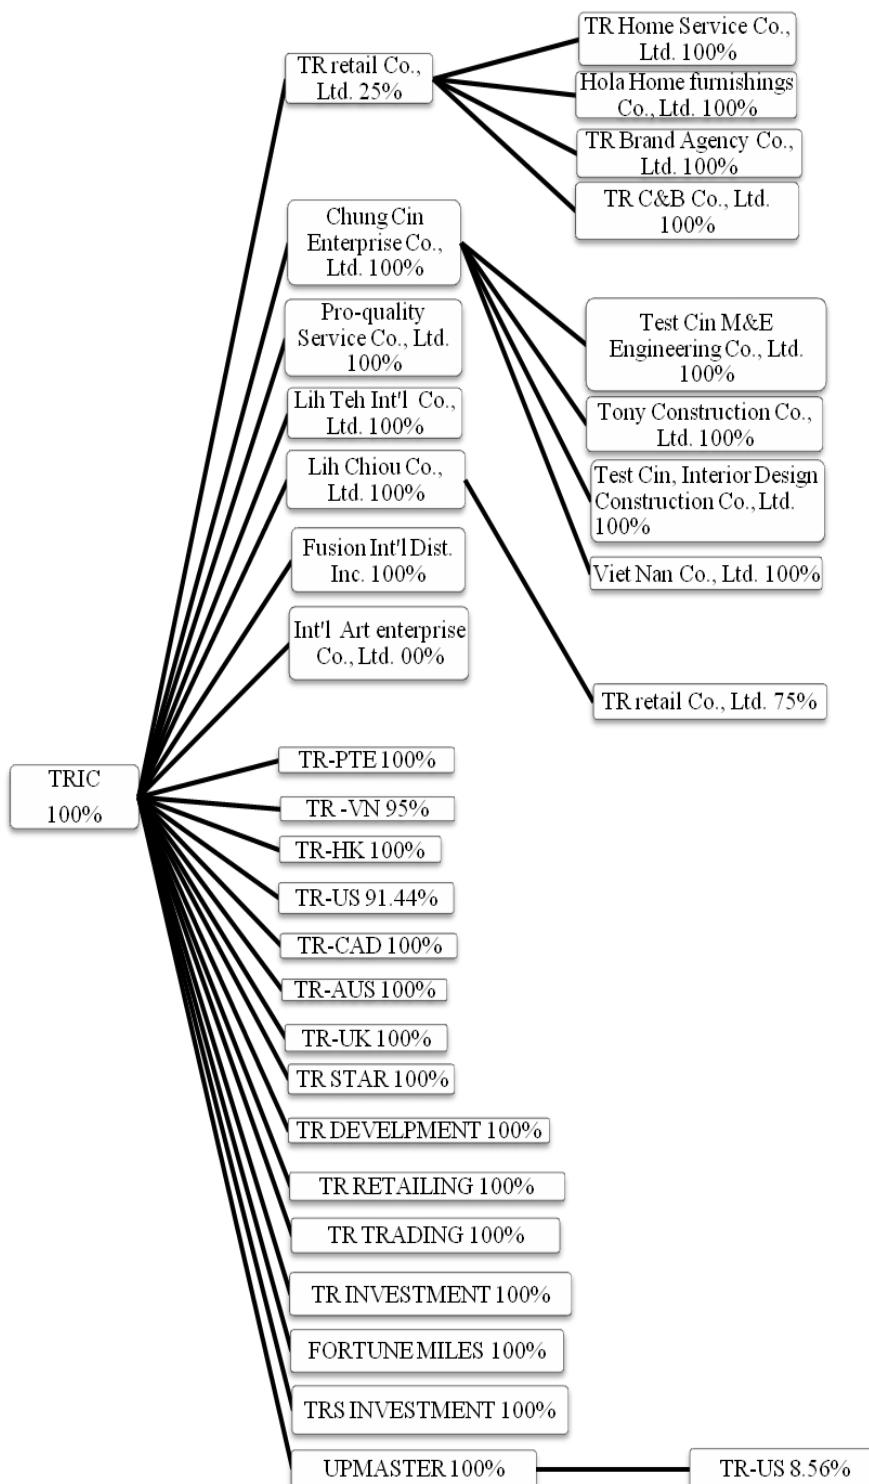 TR Home Service Co.,
Ltd. 100%
TR retail Co.,
Ltd. 25%
Hola Home furnishings
Co., Ltd. 100%
TR Brand Agency Co.,
Ltd. 100%
TR C&B Co., Ltd.
100%
Chung Cin
Enterprise Co.,
Ltd. 100%
Pro-quality
Service Co., Ltd.
100%
Test Cin M&E
Engineering Co., Ltd.
100%
Lih Teh Int'l Co.,
Ltd. 100%
Tony Construction Co.,
Ltd. 100%
Lih Chiou Co.,
Ltd. 100%
Test Cin, Interior Design
Construction Co., Ltd.
100%
Fusion Int'l Dist.
Inc. 100%
Viet Nan Co., Ltd. 100%
Int'l Art enterprise
Co., Ltd. 00%
TR retail Co., Ltd. 75%
TRIC
100%
TR-PTE 100%
TR -VN 95%
TR-HK 100%
TR-US 91.44%
TR-CAD 100%
TR-AUS 100%
TR-UK 100%
TR STAR 100%
TR DEVELPMENT 100%
TR RETAILING 100%
TR TRADING 100%
TR INVESTMENT 100%
FORTUNE MILES 100%
TRS INVESTMENT 100%
UPMASTER 100%
TR-US 8.56%